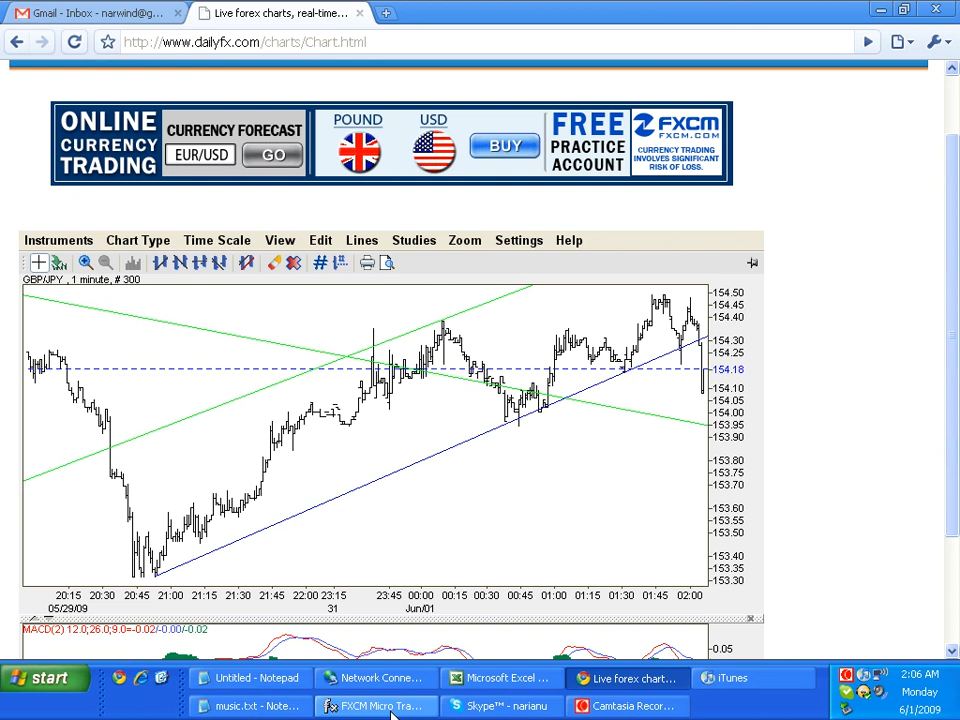 Gmail - Inbox - narwind@g...
Live forex charts, real-time...
http://www.dailyfx.com/charts/Chart.html
ONLINE CURRENCY TRADING
CURRENCY FORECAST
EUR/USD
GO
POUND
USD
BUY
FREE PRACTICE ACCOUNT
FXCM
FXCM.COM
CURRENCY TRADING INVOLVES SIGNIFICANT RISK OF LOSS.
Instruments Chart Type Time Scale View Edit Lines Studies Zoom Settings Help
GBP/JPY , 1 minute, # 300
154.50
154.45
154.40
154.30
154.25
154.18
154.10
154.05
154.00
153.95
153.90
153.80
153.75
153.70
153.60
153.55
153.50
153.40
153.35
153.30
20:15 20:30 20:45 21:00 21:15 21:30 21:45 22:00 23:15 23:45 00:00 00:15 00:30 00:45 01:00 01:15 01:30 01:45 02:00
05/29/09 31 Jun/01
MACD(2) 12.0;26.0;9.0=-0.02/-0.00/-0.02
0.05
start
Untitled - Notepad
Network Conne...
Microsoft Excel ...
Live forex chart...
iTunes
2:06 AM
music.txt - Note...
FXCM Micro Tra...
Skype™ - narianu
Camtasia Recor...
Monday
6/1/2009